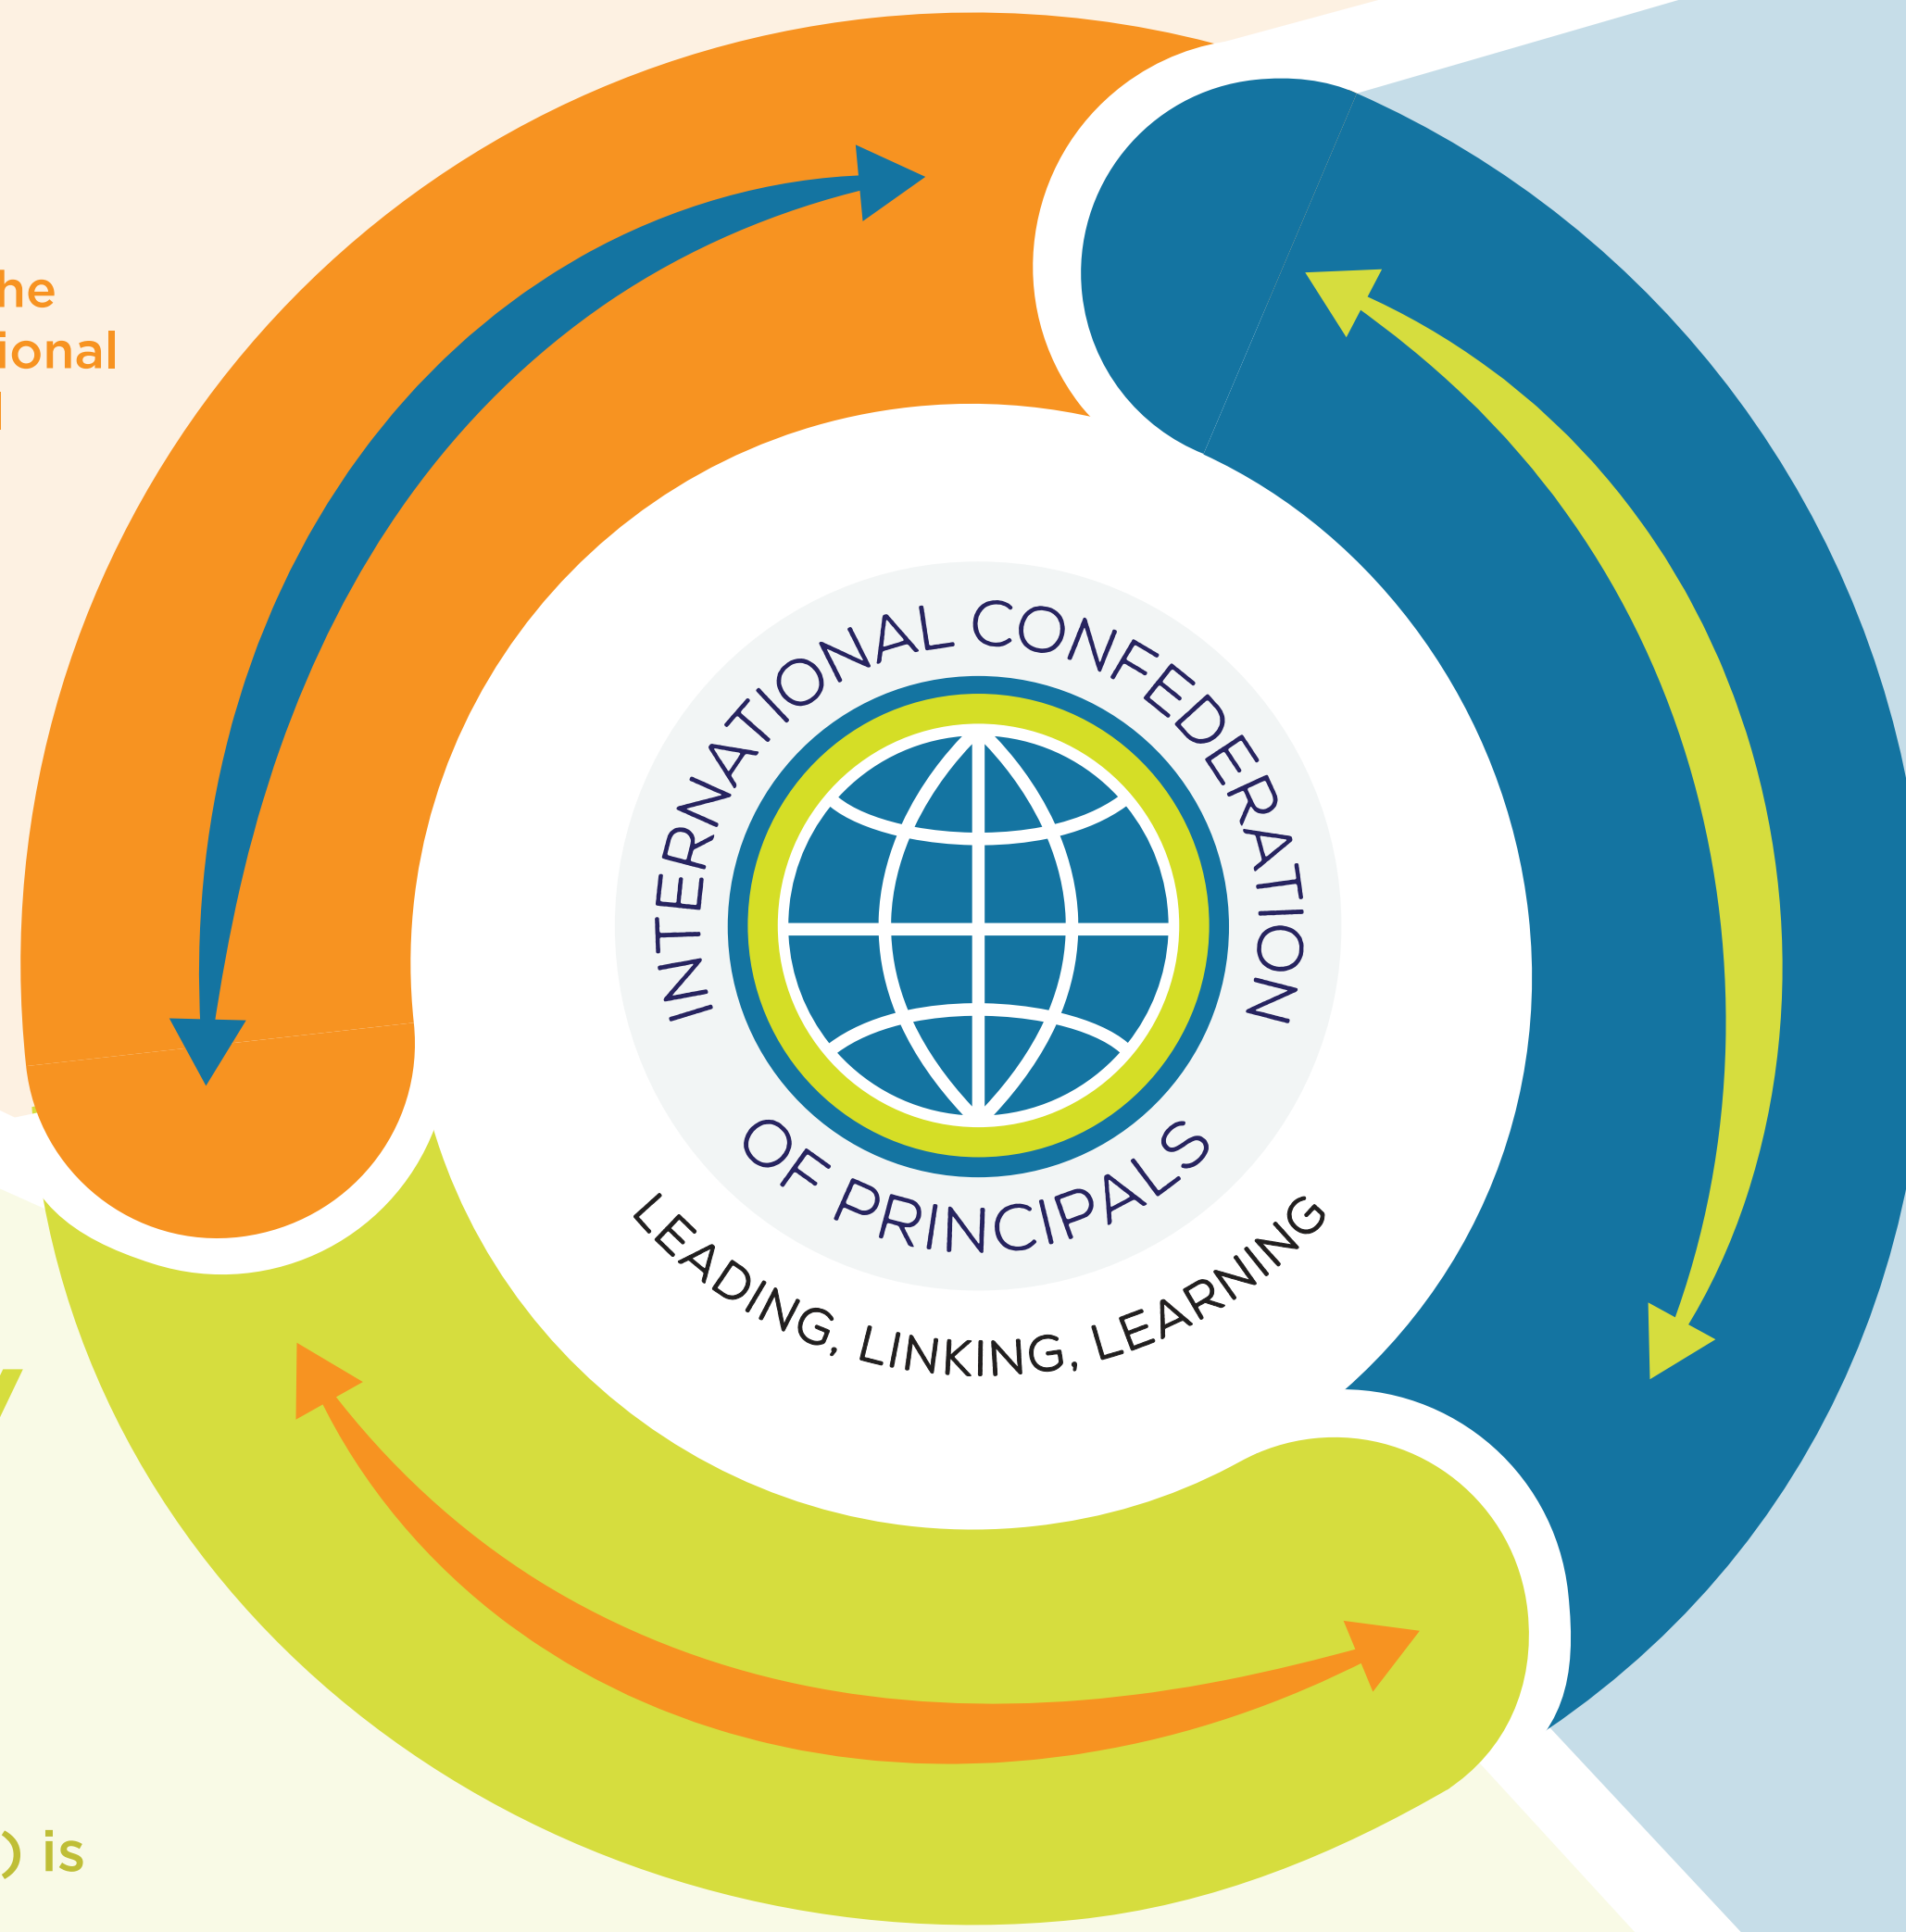 he
ional
INTERNATIONAL CONFEDERATION
OF PRINCIPALS
LEADING, LINKING, LEARNING
) is